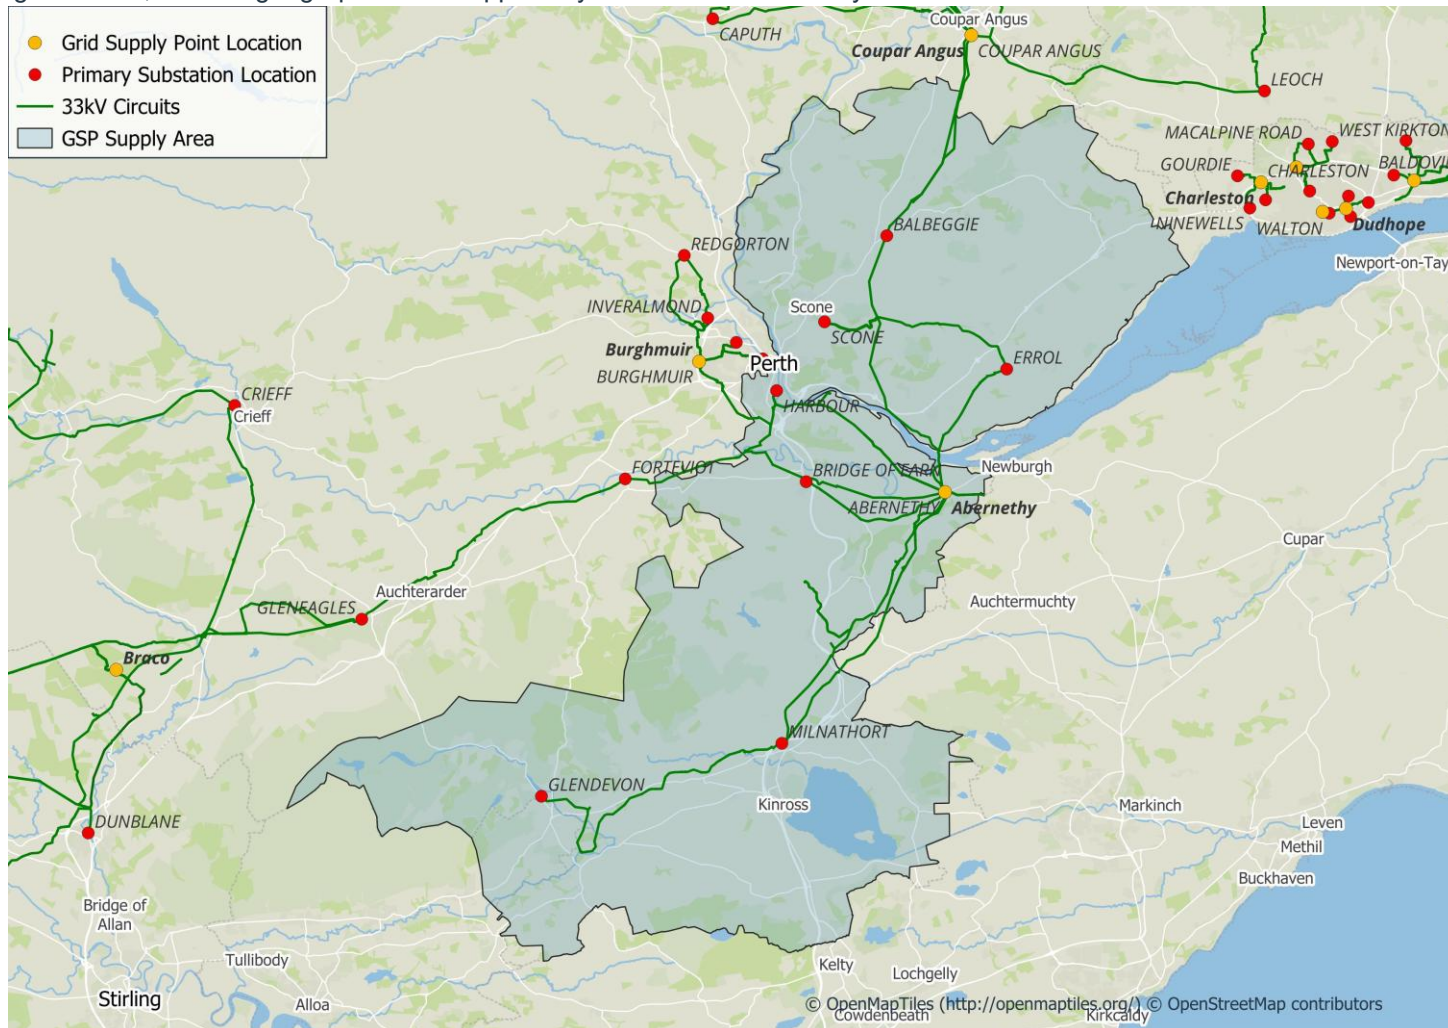 Grid Supply Point Location
Primary Substation Location
33kV Circuits
GSP Supply Area
CAPUTH
Coupar Angus
Coupar Angus
COUPAR ANGUS
LEOCH
MACALPINE ROAD
WEST KIRKTON
GOURDIE
CHARLESTON
BALDOVI
Charleston
NINEWELLS
WALTON
Dudhope
Newport-on-Tay
BALBEGGIE
REDGORTON
INVERALMOND
Scone
SCONE
Burghmuir
BURGHMUIR
Perth
ERROL
HARBOUR
CRIEFF
Crieff
FORTEVIOT
BRIDGE OF EARN
Newburgh
ABERNETHY
Abernethy
Cupar
Auchterarder
GLENEAGLES
Auchtermuchty
Braco
MILNATHORT
GLENDEVON
Kinross
Markinch
DUNBLANE
Leven
Methil
Buckhaven
Bridge of
Allan
Tullibody
Kelty
Lochgelly
Stirling
Alloa
© OpenMapTiles (http://openmaptiles.org/) © OpenStreetMap contributors
Cowdenbeath
Kirkcaldy